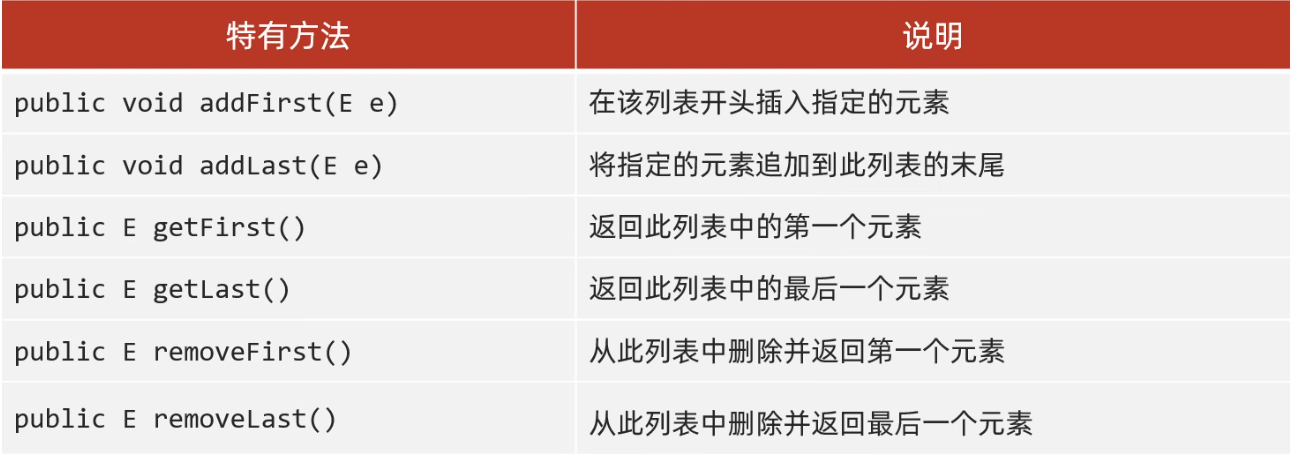 特有方法 说明
public void addFirst(E e) 在该列表开头插入指定的元素
public void addLast(E e) 将指定的元素追加到此列表的末尾
public E getFirst() 返回此列表中的第一个元素
public E getLast() 返回此列表中的最后一个元素
public E removeFirst() 从此列表中删除并返回第一个元素
public E removeLast() 从此列表中删除并返回最后一个元素